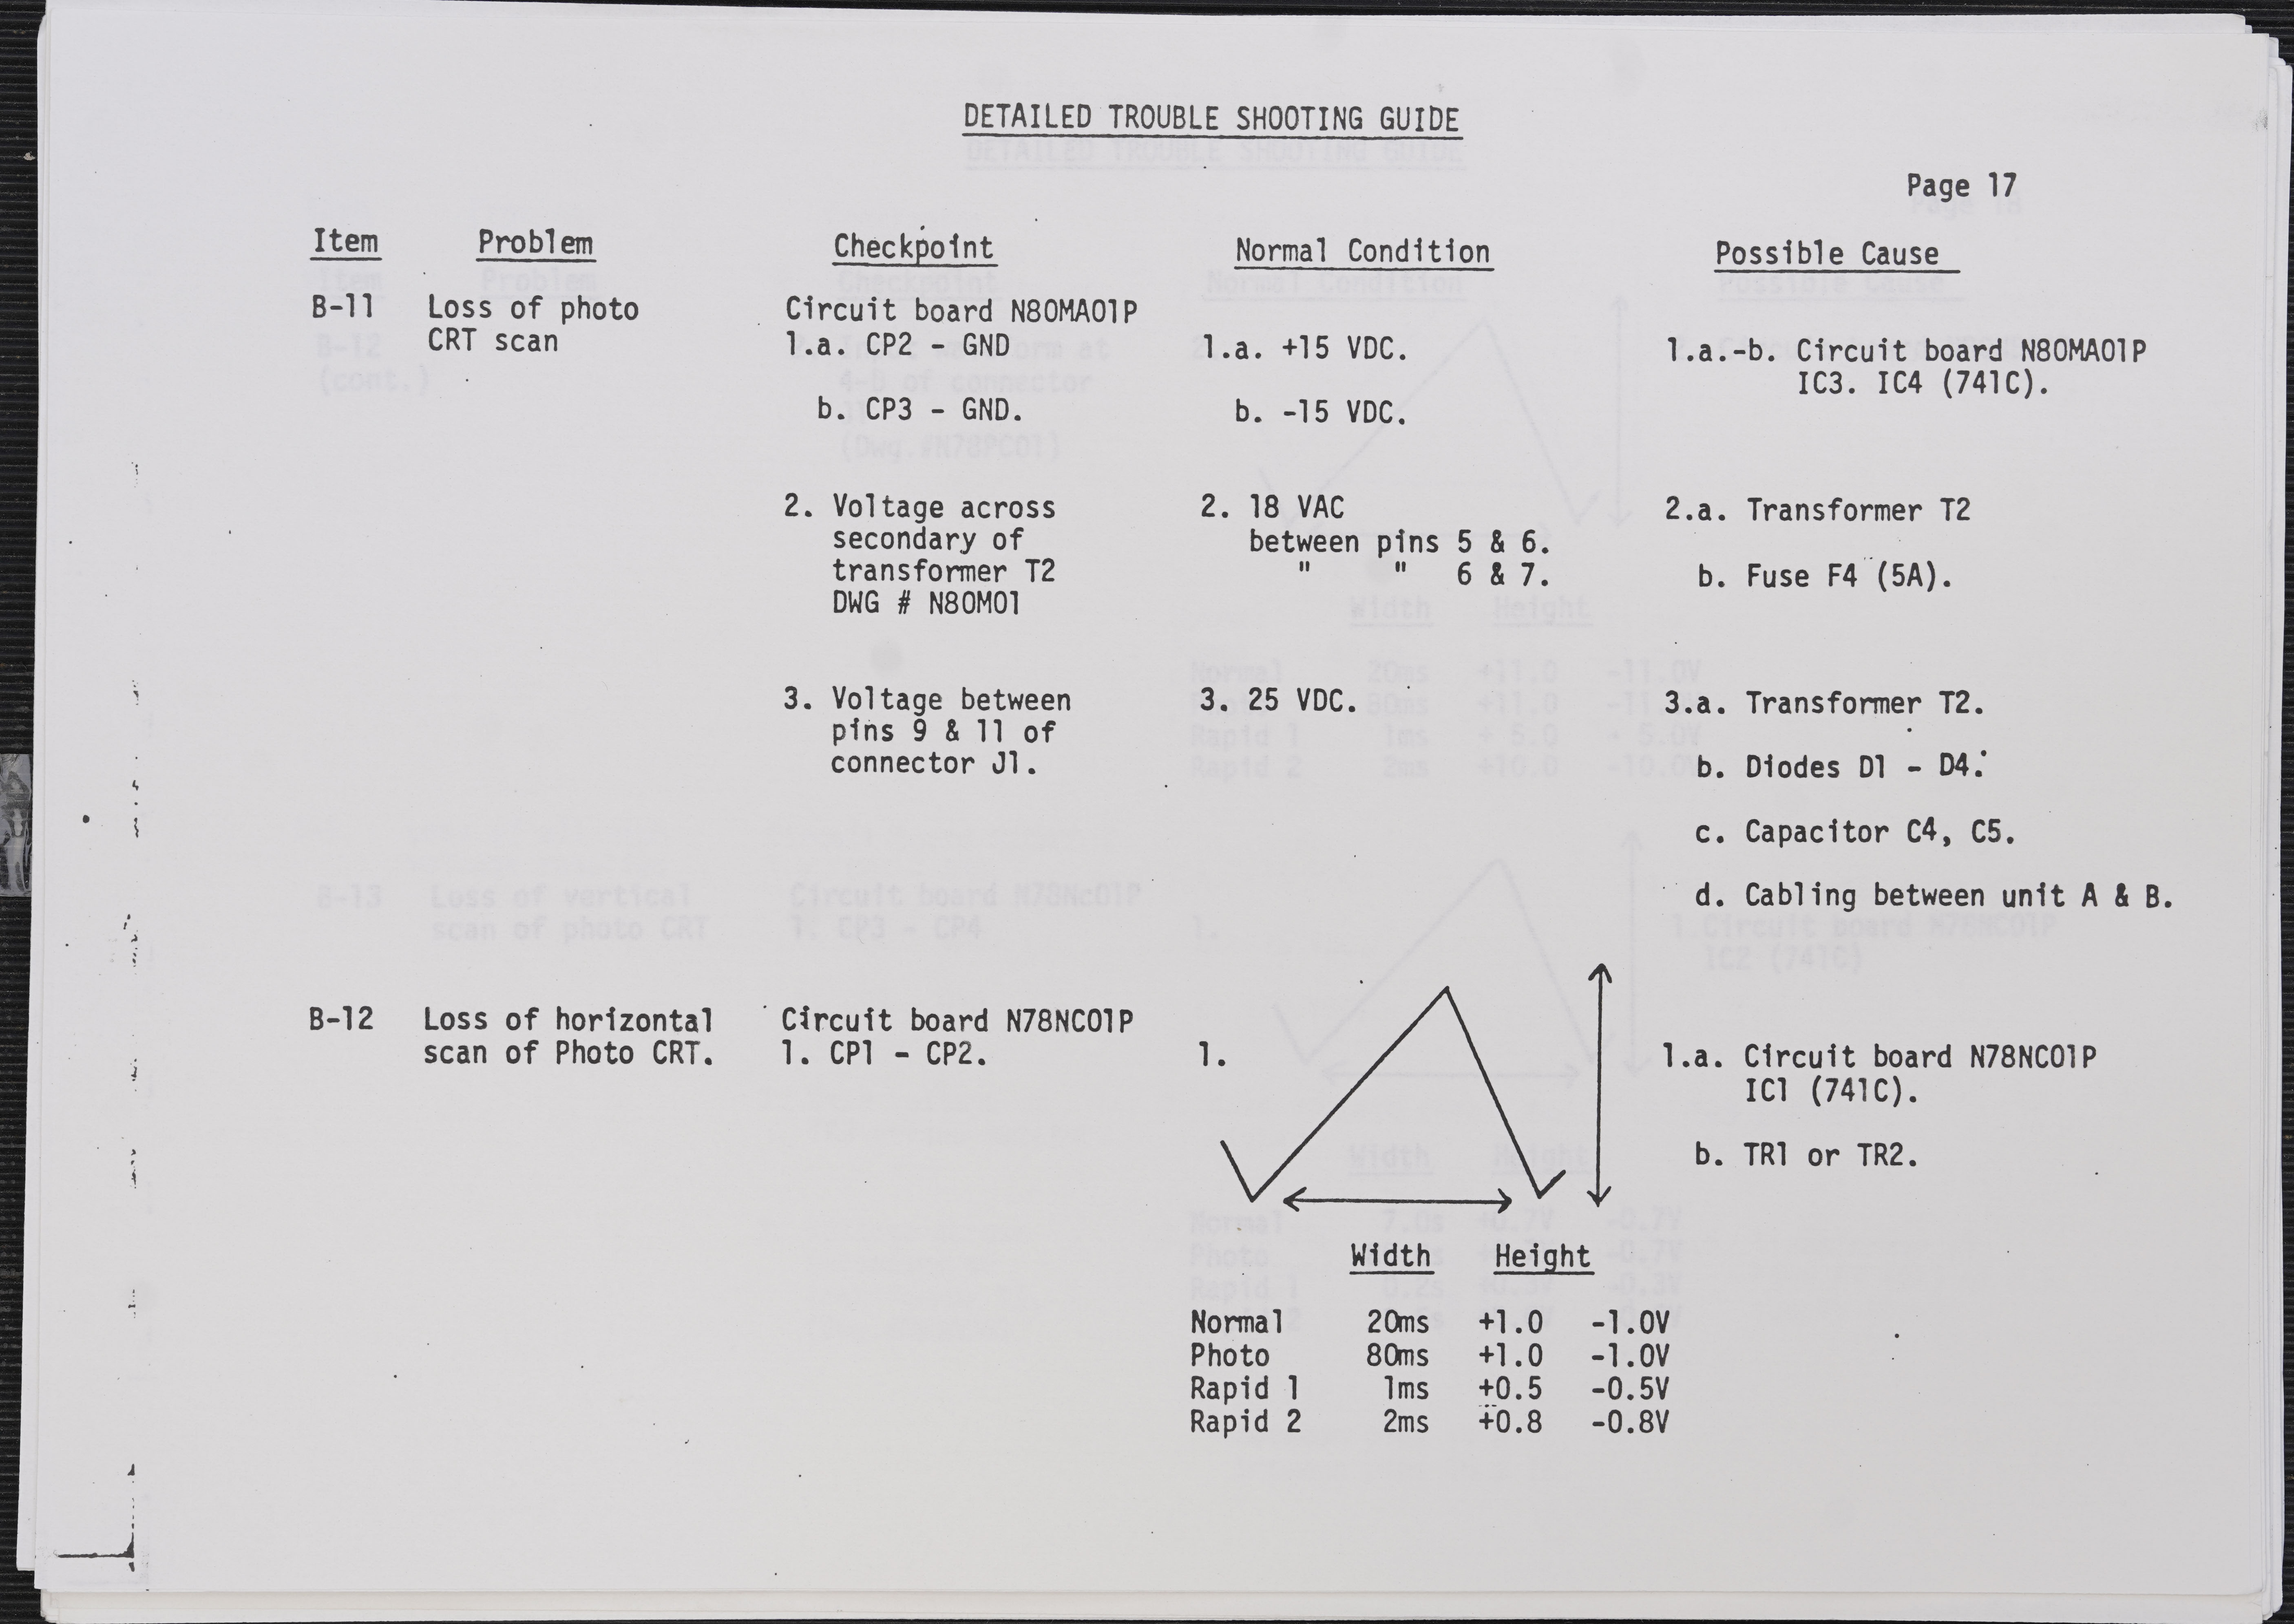 DETAILED TROUBLE SHOOTING GUIDE
Page 17
Item Problem Checkpoint Normal Condition Possible Cause
B-11 Loss of photo
CRT scan
Circuit board N80MA01P
1.a. CP2 - GND
b. CP3 - GND.
1.a. +15 VDC.
b. -15 VDC.
1.a.-b. Circuit board N80MA01P
IC3. IC4 (741C).
2. Voltage across
secondary of
transformer T2
DWG # N80M01
2. 18 VAC
between pins 5 & 6.
" " 6 & 7.
2.a. Transformer T2
b. Fuse F4 (5A).
3. Voltage between
pins 9 & 11 of
connector J1.
3. 25 VDC.
3.a. Transformer T2.
b. Diodes D1 - D4.
c. Capacitor C4, C5.
d. Cabling between unit A & B.
B-12 Loss of horizontal
scan of Photo CRT.
Circuit board N78NC01P
1. CP1 - CP2.
1.
1.a. Circuit board N78NC01P
IC1 (741C).
b. TR1 or TR2.
Width Height
Normal 20ms +1.0 -1.0V
Photo 80ms +1.0 -1.0V
Rapid 1 1ms +0.5 -0.5V
Rapid 2 2ms +0.8 -0.8V